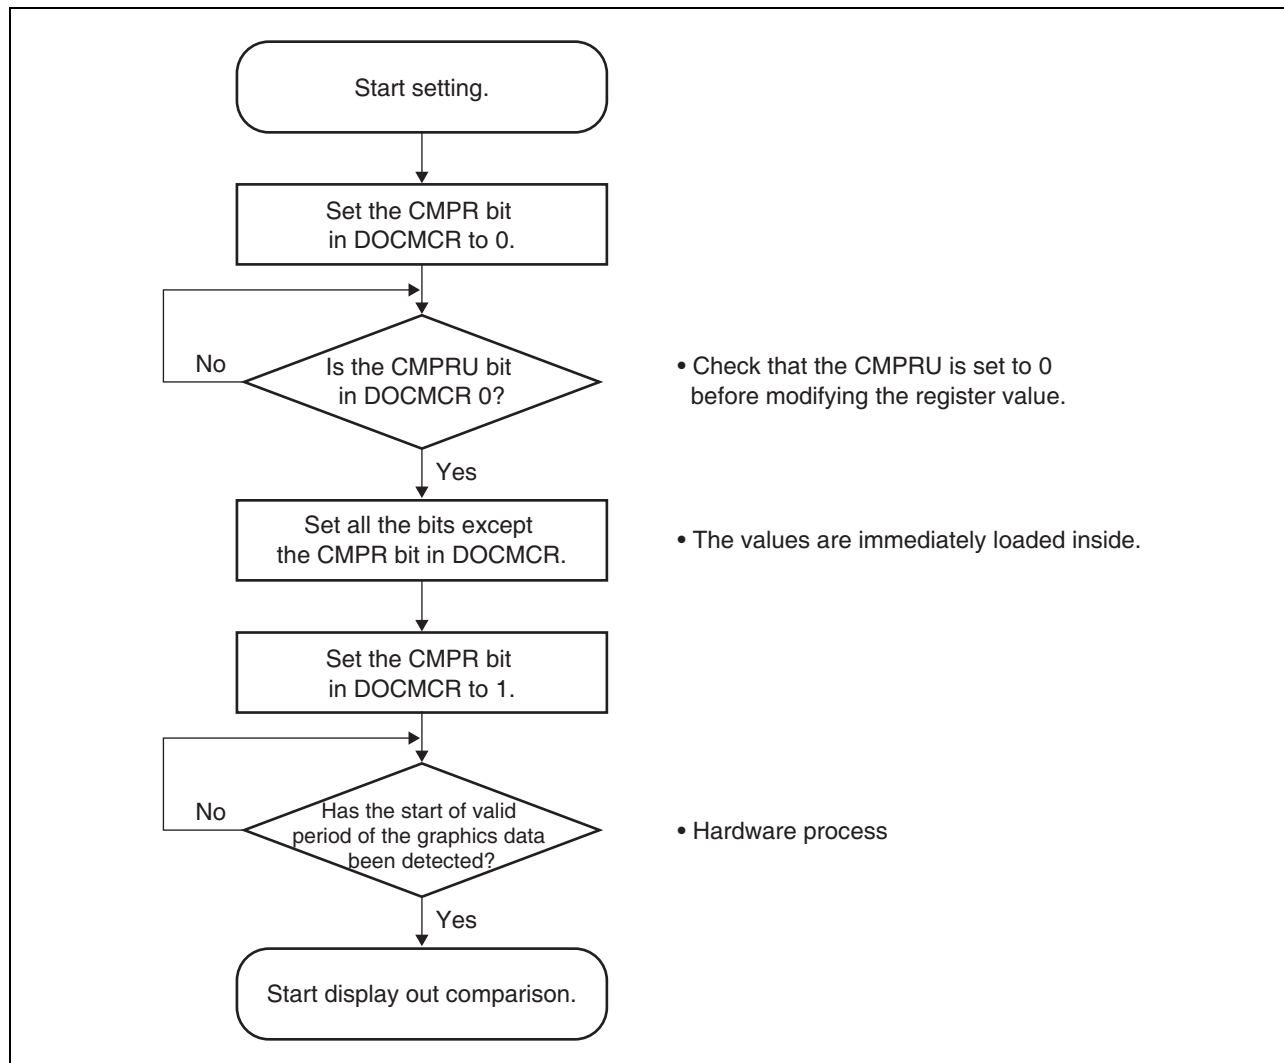 Start setting.
Set the CMPR bit
in DOCMCR to 0.
No
Is the CMPRU bit
in DOCMCR 0?
• Check that the CMPRU is set to 0
before modifying the register value.
Yes
Set all the bits except
the CMPR bit in DOCMCR.
• The values are immediately loaded inside.
Set the CMPR bit
in DOCMCR to 1.
No
Has the start of valid
period of the graphics data
been detected?
• Hardware process
Yes
Start display out comparison.